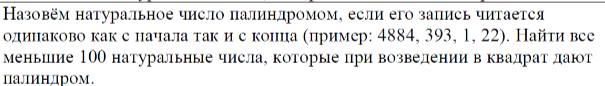 Назовём натуральное число палиндромом, если его запись читается
одинаково как с начала так и с конца (пример: 4884, 393, 1, 22). Найти все
меньшие 100 натуральные числа, которые при возведении в квадрат дают
палиндром.